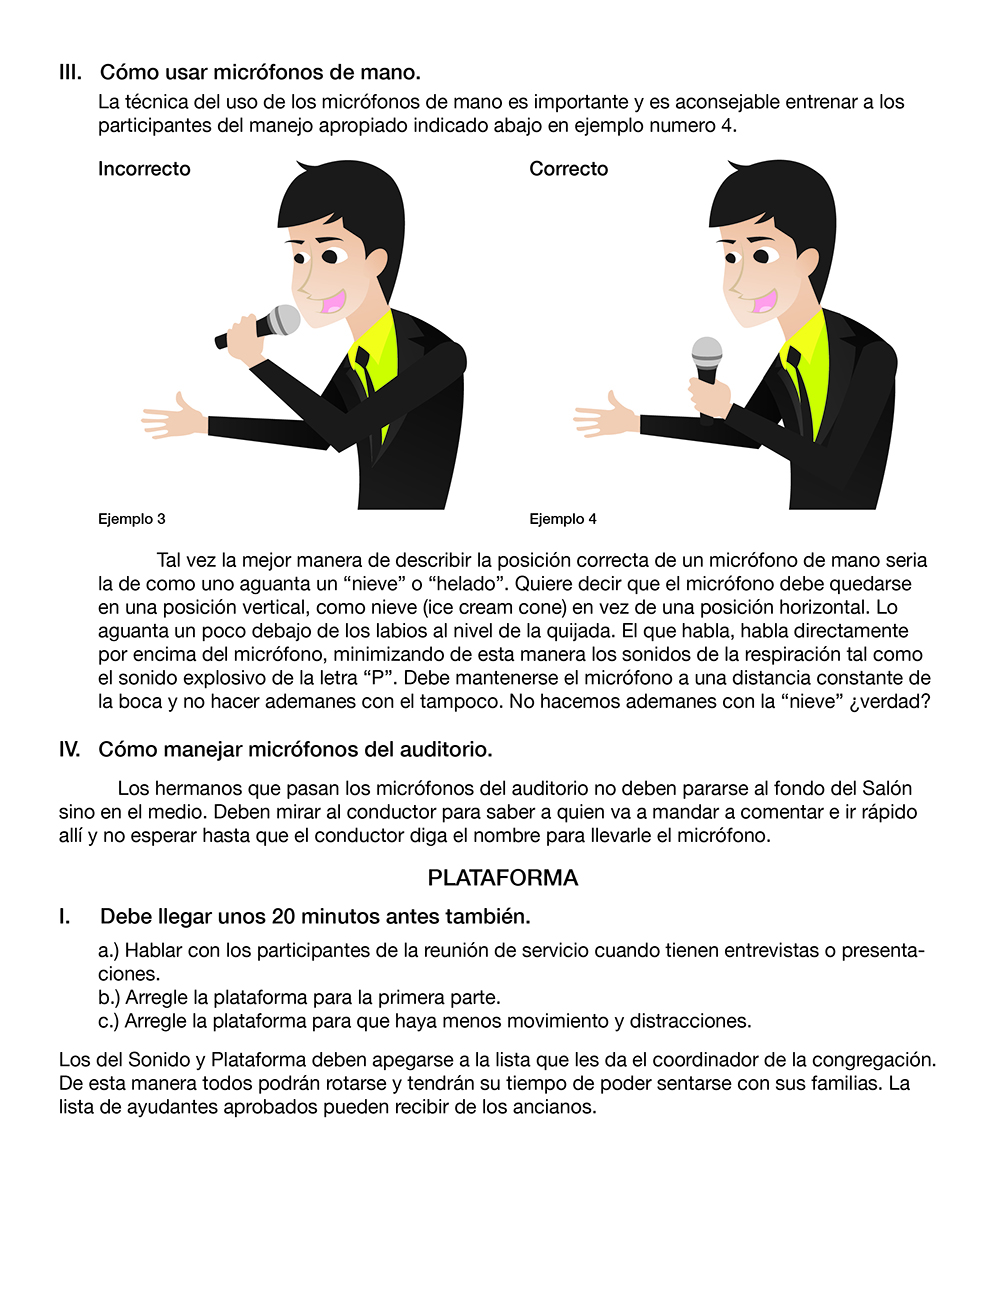 III. Cómo usar micrófonos de mano.
La técnica del uso de los micrófonos de mano es importante y es aconsejable entrenar a los
participantes del manejo apropiado indicado abajo en ejemplo numero 4.
Incorrecto
Correcto
Ejemplo 3
Ejemplo 4
Tal vez la mejor manera de describir la posición correcta de un micrófono de mano seria
la de como uno aguanta un “nieve” o “helado”. Quiere decir que el micrófono debe quedarse
en una posición vertical, como nieve (ice cream cone) en vez de una posición horizontal. Lo
aguanta un poco debajo de los labios al nivel de la quijada. El que habla, habla directamente
por encima del micrófono, minimizando de esta manera los sonidos de la respiración tal como
el sonido explosivo de la letra “P”. Debe mantenerse el micrófono a una distancia constante de
la boca y no hacer ademanes con el tampoco. No hacemos ademanes con la “nieve” ¿verdad?
IV. Cómo manejar micrófonos del auditorio.
Los hermanos que pasan los micrófonos del auditorio no deben pararse al fondo del Salón
sino en el medio. Deben mirar al conductor para saber a quien va a mandar a comentar e ir rápido
allí y no esperar hasta que el conductor diga el nombre para llevarle el micrófono.
PLATAFORMA
I. Debe llegar unos 20 minutos antes también.
a.) Hablar con los participantes de la reunión de servicio cuando tienen entrevistas o presenta-
ciones.
b.) Arregle la plataforma para la primera parte.
c.) Arregle la plataforma para que haya menos movimiento y distracciones.
Los del Sonido y Plataforma deben apegarse a la lista que les da el coordinador de la congregación.
De esta manera todos podrán rotarse y tendrán su tiempo de poder sentarse con sus familias. La
lista de ayudantes aprobados pueden recibir de los ancianos.